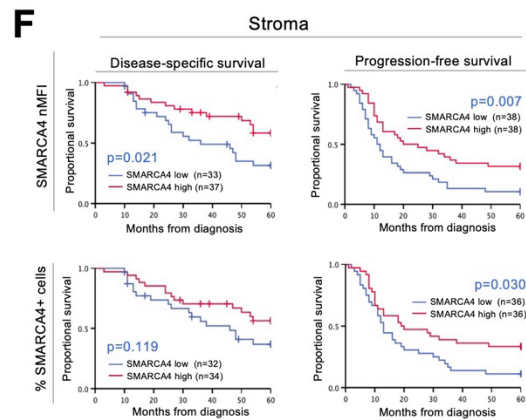 F
Stroma
Disease-specific survival
Progression-free survival
SMARCA4 nMFI
Proportional survival
1.0
0.5
0.0
p=0.021
SMARCA4 low (n=33)
SMARCA4 high (n=37)
0 10 20 30 40 50 60
Months from diagnosis
Proportional survival
1.0
0.5
0.0
p=0.007
SMARCA4 low (n=38)
SMARCA4 high (n=38)
0 10 20 30 40 50 60
Months from diagnosis
% SMARCA4+ cells
Proportional survival
1.0
0.5
0.0
p=0.119
SMARCA4 low (n=32)
SMARCA4 high (n=34)
0 10 20 30 40 50 60
Months from diagnosis
Proportional survival
1.0
0.5
0.0
p=0.030
SMARCA4 low (n=36)
SMARCA4 high (n=36)
0 10 20 30 40 50 60
Months from diagnosis